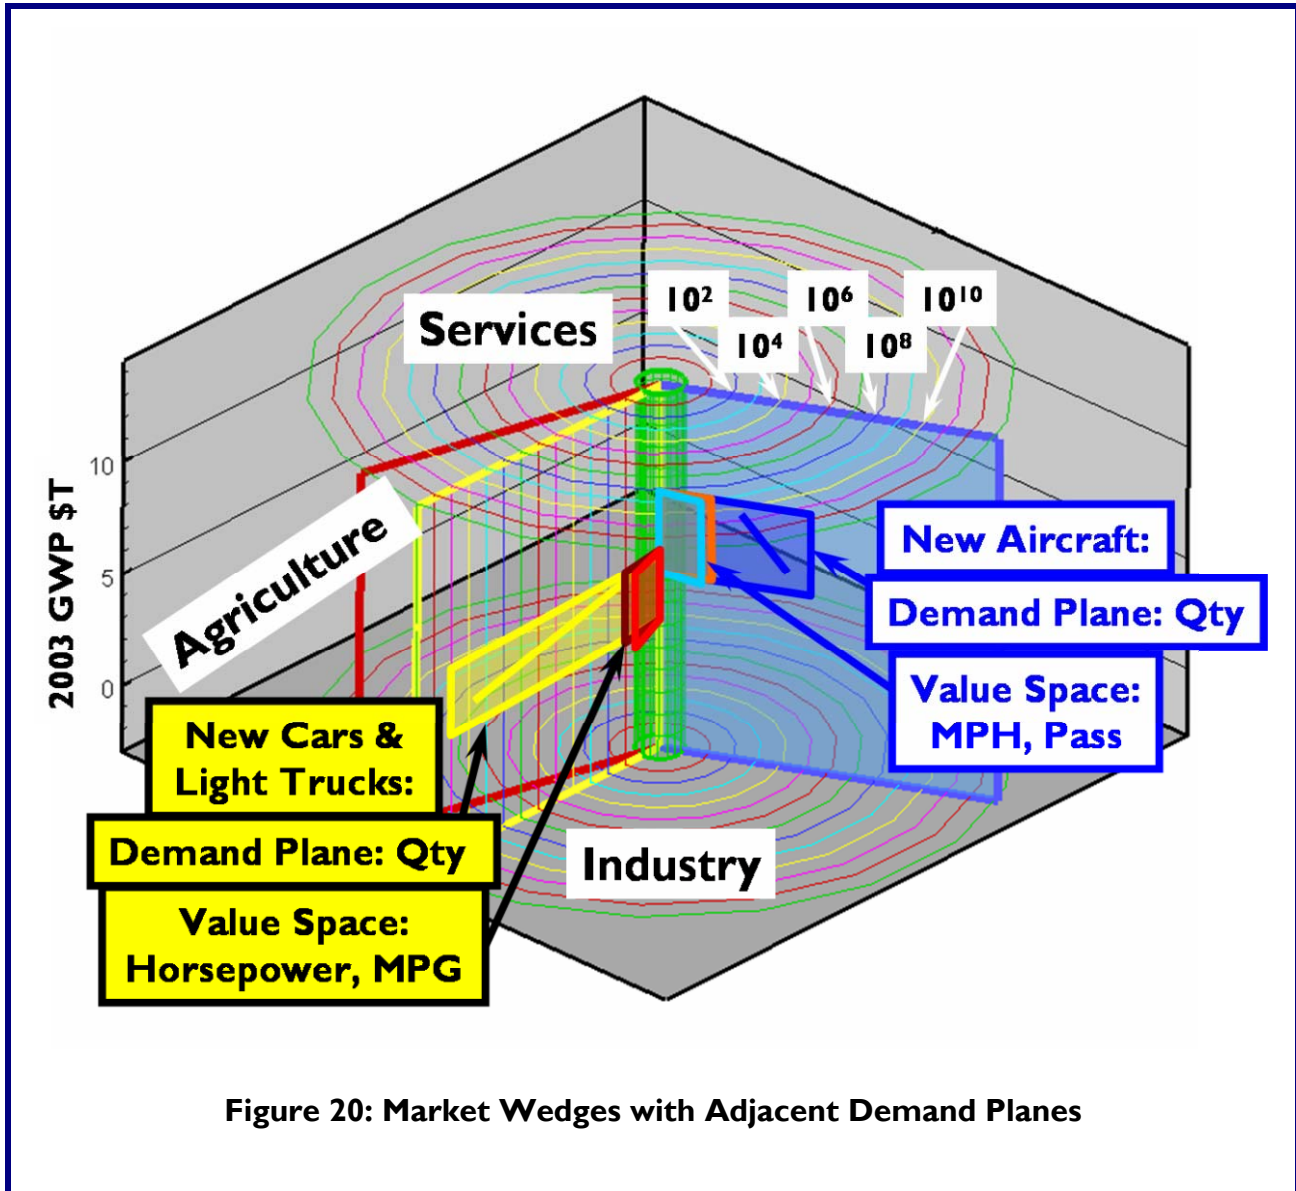 10²
10⁶
10¹⁰
Services
10⁴
10⁸
10
5
0
2003 GWP $T
Agriculture
New Aircraft:
Demand Plane: Qty
Value Space:
MPH, Pass
New Cars &
Light Trucks:
Demand Plane: Qty
Value Space:
Horsepower, MPG
Industry
Figure 20: Market Wedges with Adjacent Demand Planes